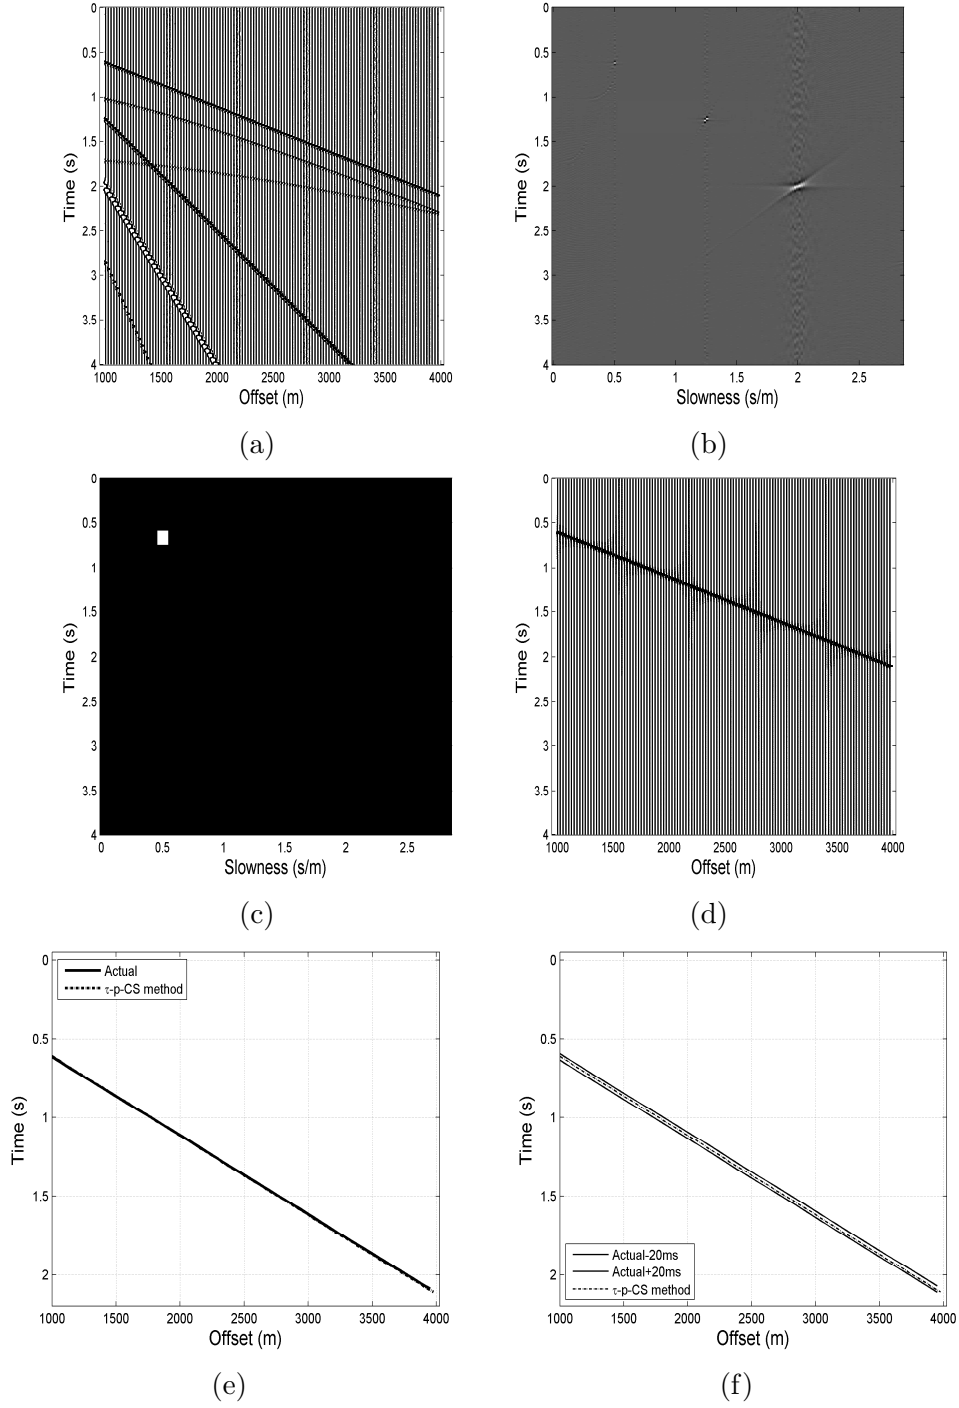 0
0.5
1
1.5
2
2.5
3
3.5
4
Time (s)
1000 1500 2000 2500 3000 3500 4000
Offset (m)
(a)
0
0.5
1
1.5
2
2.5
3
3.5
4
Time (s)
0 0.5 1 1.5 2 2.5
Slowness (s/m)
(b)
0
0.5
1
1.5
2
2.5
3
3.5
4
Time (s)
0 0.5 1 1.5 2 2.5
Slowness (s/m)
(c)
0
0.5
1
1.5
2
2.5
3
3.5
4
Time (s)
1000 1500 2000 2500 3000 3500 4000
Offset (m)
(d)
Actual
τ-p-CS method
0
0.5
1
1.5
2
Time (s)
1000 1500 2000 2500 3000 3500 4000
Offset (m)
(e)
0
0.5
1
1.5
2
Time (s)
Actual-20ms
Actual+20ms
τ-p-CS method
1000 1500 2000 2500 3000 3500 4000
Offset (m)
(f)